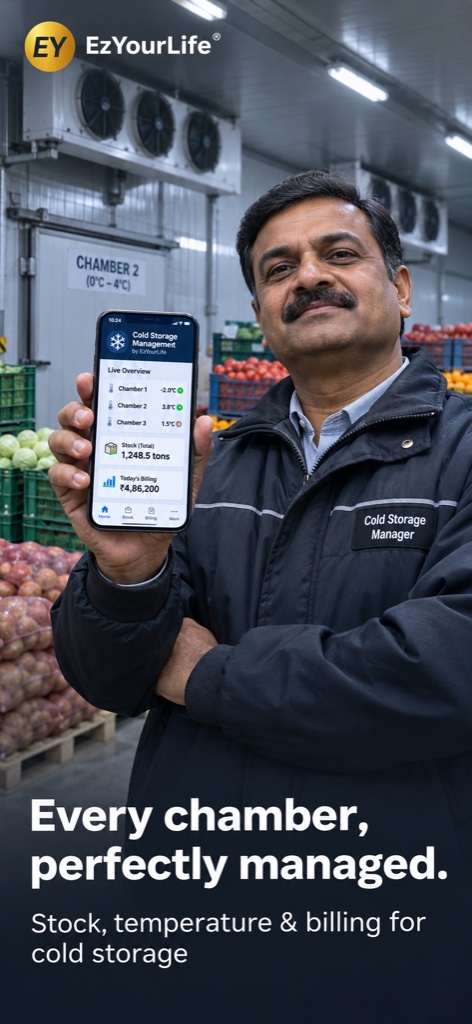 EY EzYourLife®
CHAMBER 2
(0°C – 4°C)
10:24
Cold Storage
Management
by EzYourLife
Live Overview
Chamber 1 -2.0°C
Chamber 2 3.8°C
Chamber 3 1.5°C
Stock (Total)
1,248.5 tons
Today's Billing
₹4,86,200
Home Stock Billing More
Cold Storage
Manager
Every chamber,
perfectly managed.
Stock, temperature & billing for
cold storage